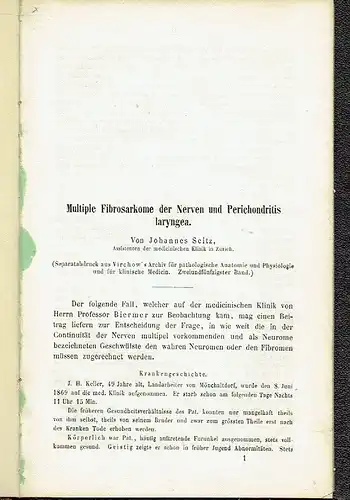 Multiple Fibrosarkome der Nerven und Perichondritis
laryngea.
Von Johannes Seitz,
Assistenten der medicinischen Klinik in Zürich.
(Separatabdruck aus Virchow's Archiv für pathologische Anatomie und Physiologie
und für klinische Medicin. Zweiundfünfzigster Band.)
Der folgende Fall, welcher auf der medicinischen Klinik von
Herrn Professor Biermer zur Beobachtung kam, mag einen Bei-
trag liefern zur Entscheidung der Frage, in wie weit die in der
Continuität der Nerven multipel vorkommenden und als Neurome
bezeichneten Geschwülste den wahren Neuromen oder den Fibromen
müssen zugerechnet werden.
Krankengeschichte.
J. H. Keller, 49 Jahre alt, Landarbeiter von Mönchaltdorf, wurde den 8. Juni
1869 auf die med. Klinik aufgenommen. Er starb schon am folgenden Tage Nachts
11 Uhr 15 Min.
Die früheren Gesundheitsverhältnisse des Pat. konnten nur mangelhaft theils
von ihm selbst, theils von seinem Bruder und zwar zum grössten Theile erst nach
des Kranken Tode erhoben werden.
Körperlich war Pat., häufig auftretende Furunkel ausgenommen, stets voll-
kommen gesund. Geistig zeigte er schon in früher Jugend Abnormitäten. Stets
1